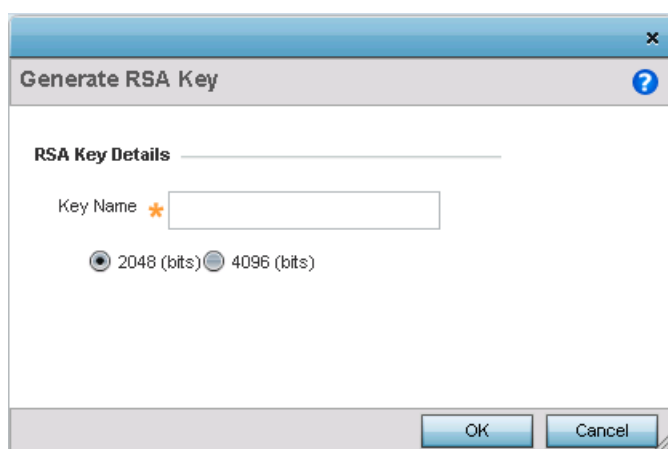 Generate RSA Key
RSA Key Details
Key Name *
2048 (bits) 4096 (bits)
OK Cancel